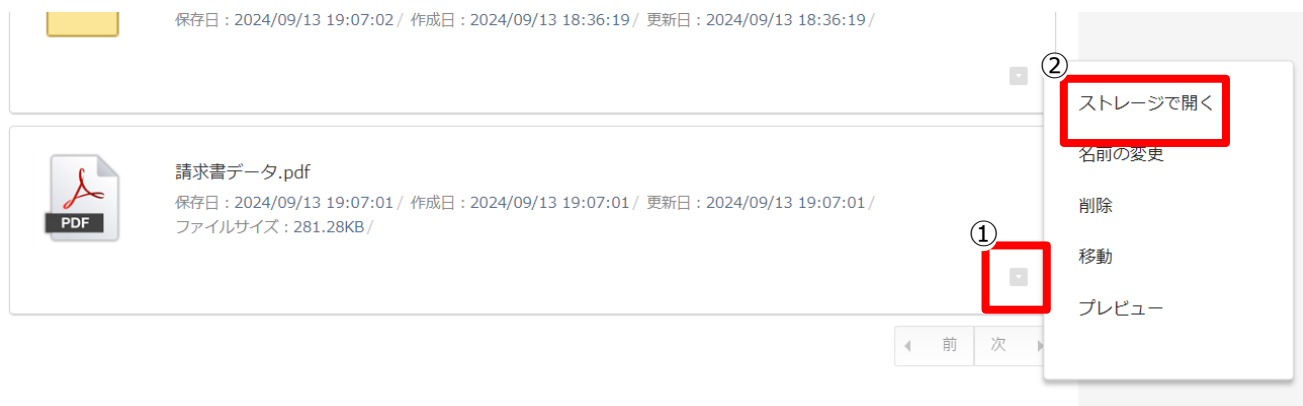 保存日：2024/09/13 19:07:02 / 作成日：2024/09/13 18:36:19 / 更新日：2024/09/13 18:36:19 /
②
ストレージで開く
名前の変更
削除
移動
プレビュー
請求書データ.pdf
保存日：2024/09/13 19:07:01 / 作成日：2024/09/13 19:07:01 / 更新日：2024/09/13 19:07:01 /
ファイルサイズ：281.28KB /
PDF
①
前 次